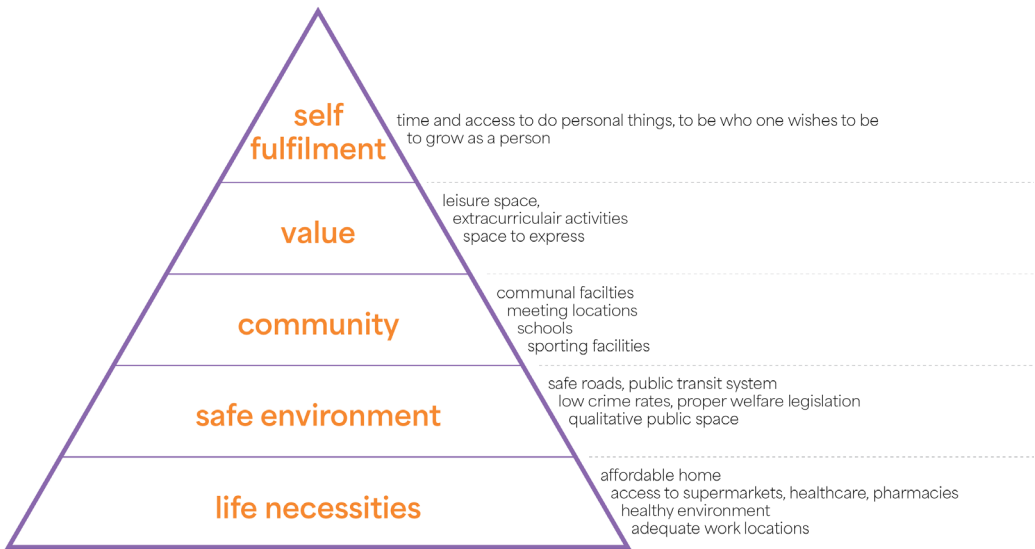 self
fulfilment
time and access to do personal things, to be who one wishes to be
to grow as a person
value
leisure space,
extracurriculair activities
space to express
community
communal facilties
meeting locations
schools
sporting facilities
safe environment
safe roads, public transit system
low crime rates, proper welfare legislation
qualitative public space
life necessities
affordable home
access to supermarkets, healthcare, pharmacies
healthy environment
adequate work locations